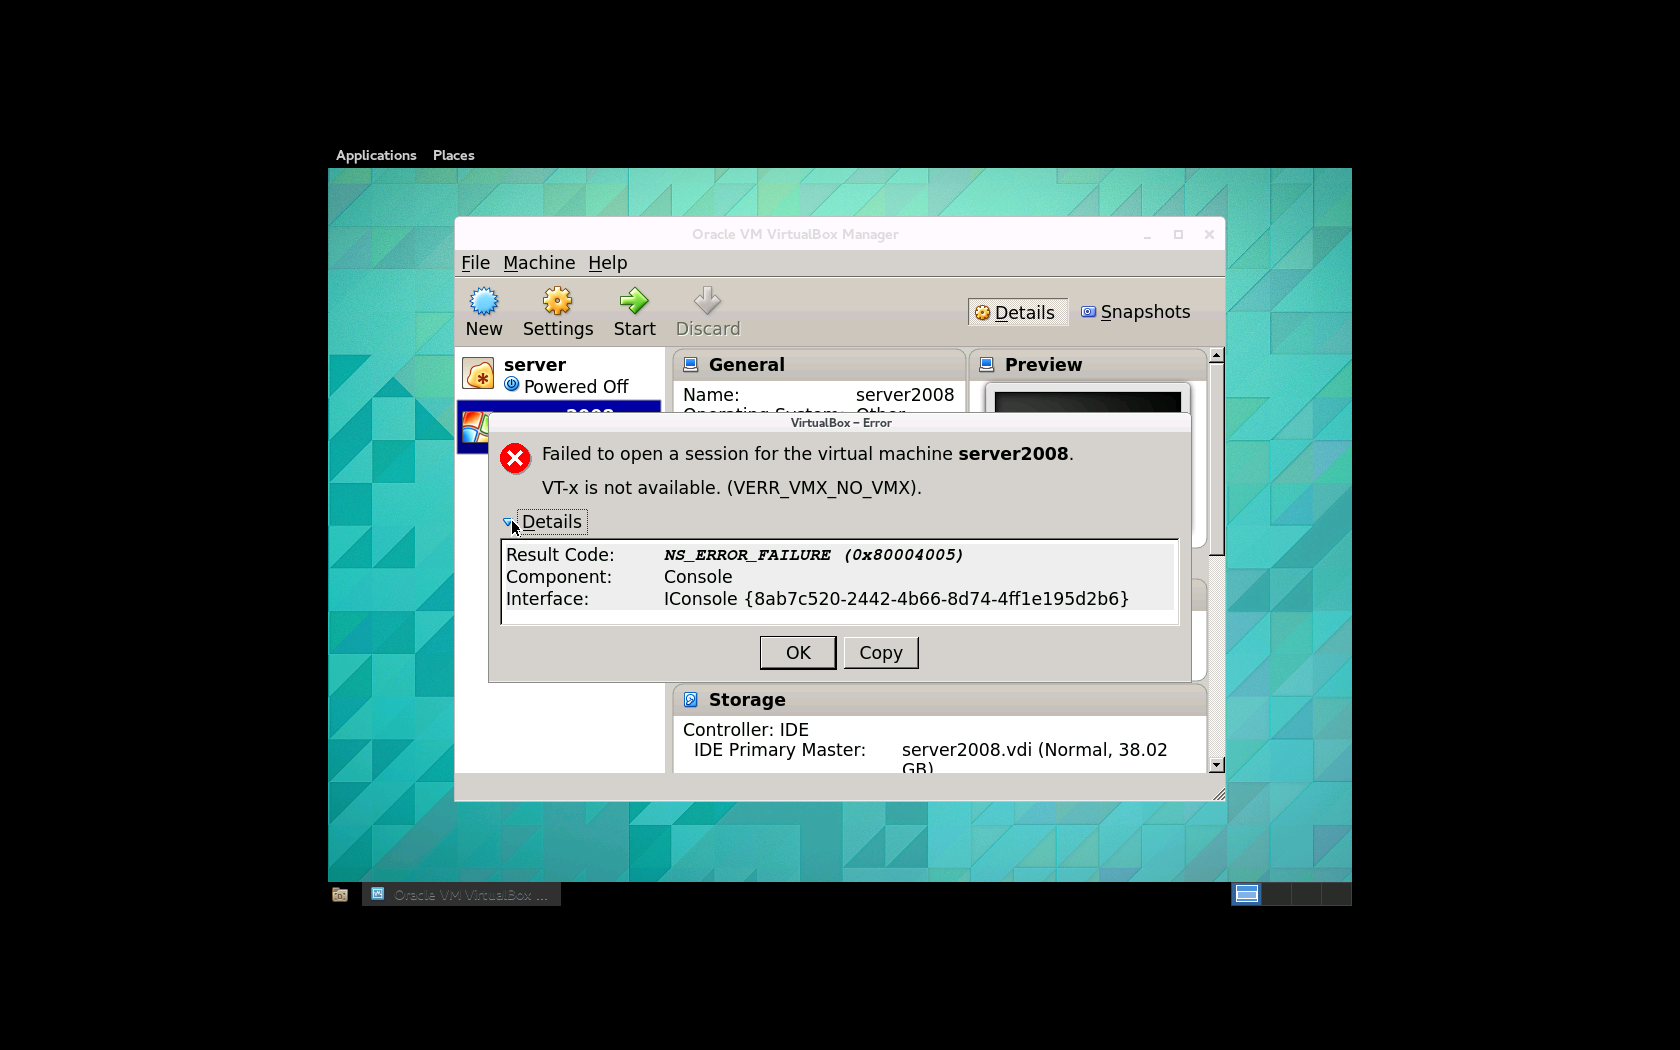 Applications Places
Oracle VM VirtualBox Manager
File Machine Help
New Settings Start Discard
Details Snapshots
server
Powered Off
General
Name: server2008
Preview
VirtualBox – Error
Failed to open a session for the virtual machine server2008.
VT-x is not available. (VERR_VMX_NO_VMX).
Details
Result Code: NS_ERROR_FAILURE (0x80004005)
Component: Console
Interface: IConsole {8ab7c520-2442-4b66-8d74-4ff1e195d2b6}
OK Copy
Storage
Controller: IDE
IDE Primary Master: server2008.vdi (Normal, 38.02
GB)
Oracle VM VirtualBox ...